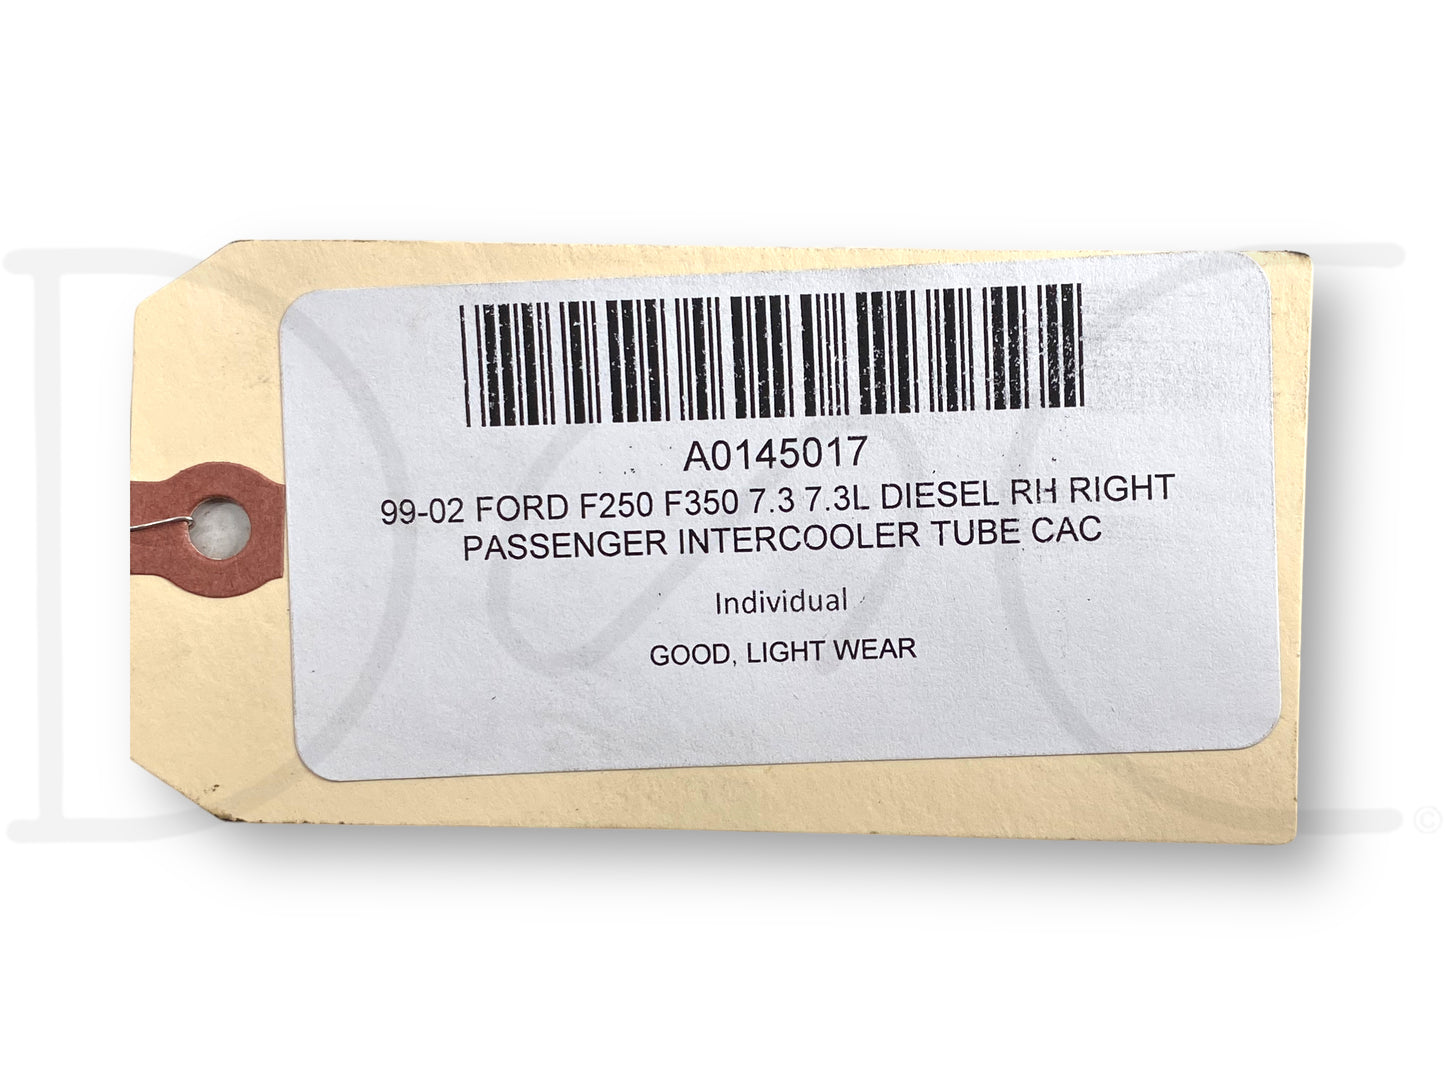 A0145017
99-02 FORD F250 F350 7.3 7.3L DIESEL RH RIGHT
PASSENGER INTERCOOLER TUBE CAC
Individual
GOOD, LIGHT WEAR
©